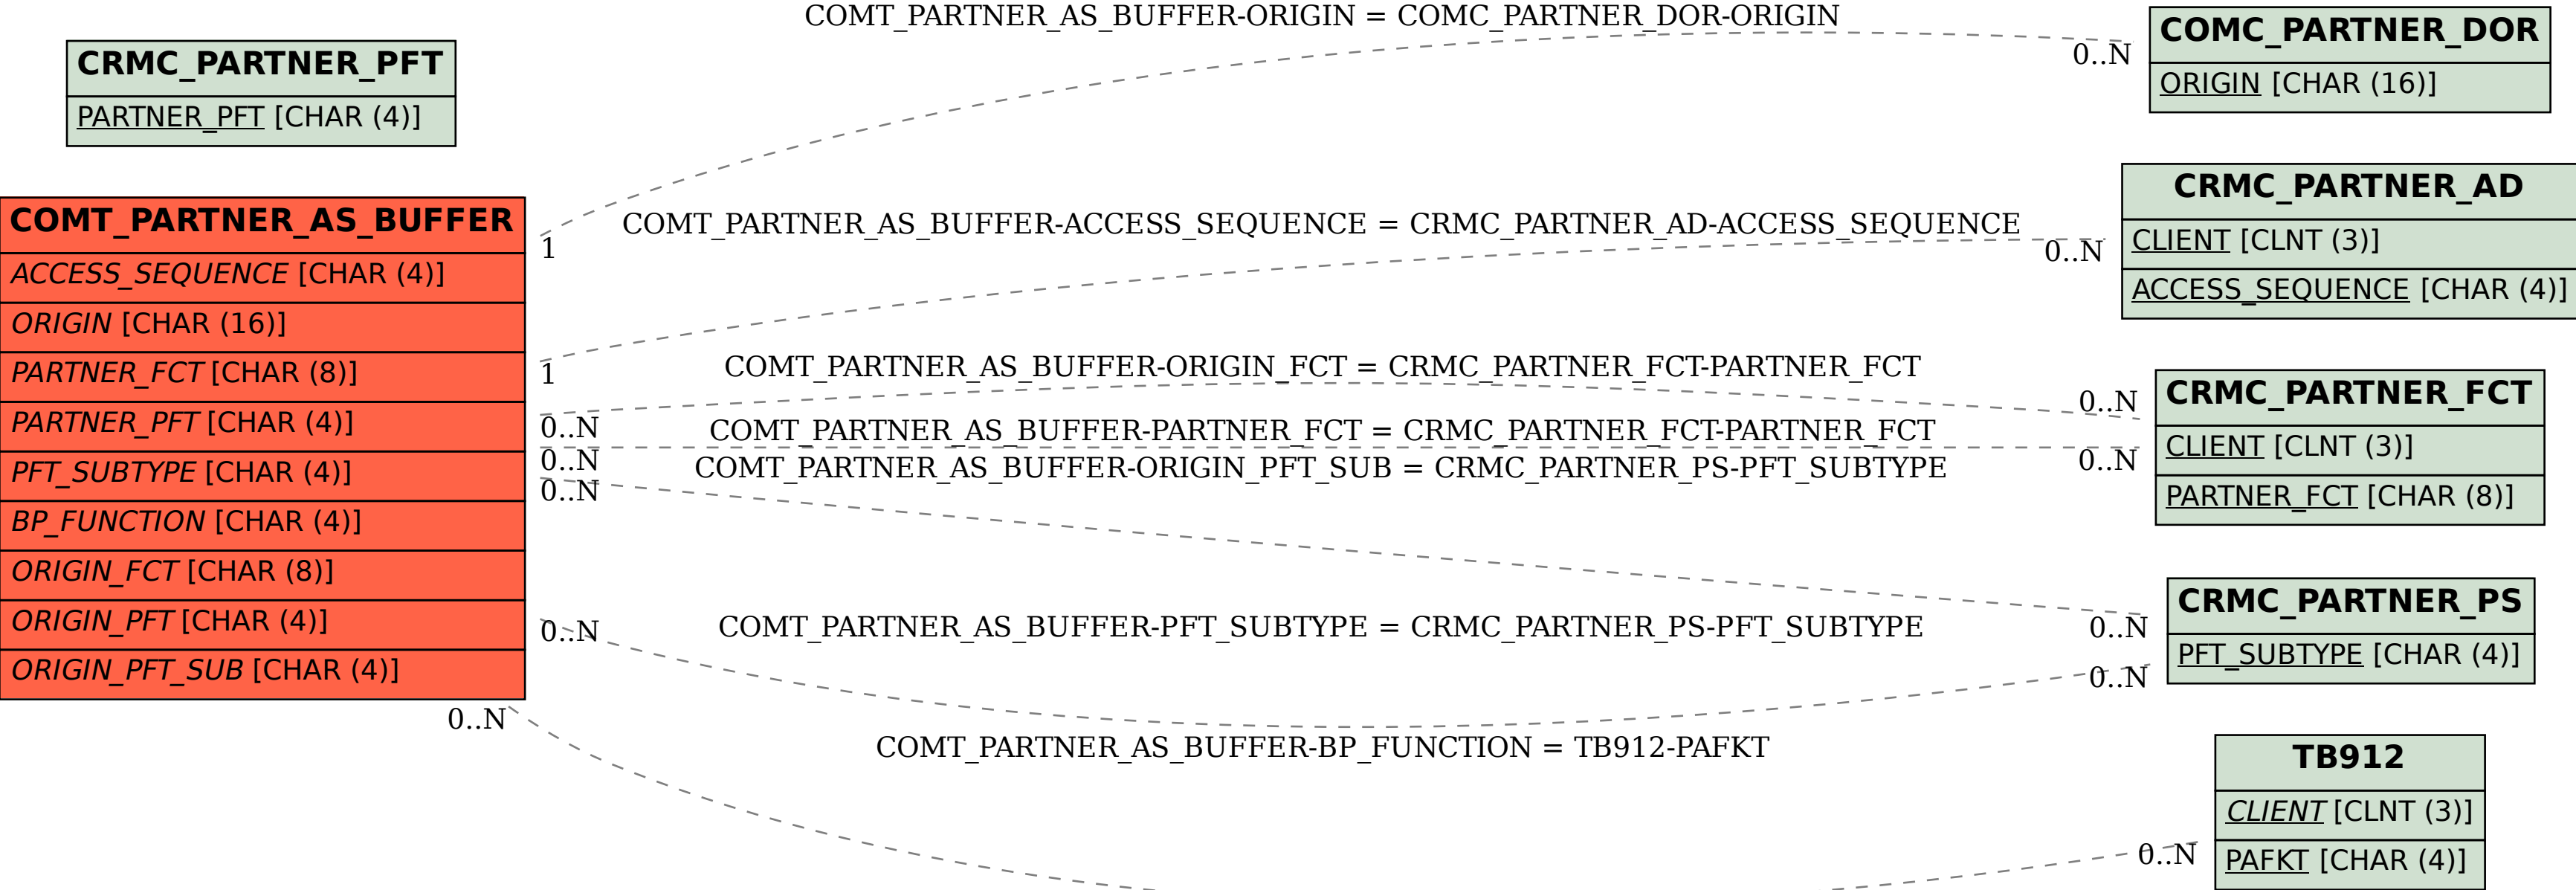 CRMC_PARTNER_PFT
PARTNER_PFT [CHAR (4)]
COMT_PARTNER_AS_BUFFER
ACCESS_SEQUENCE [CHAR (4)]
ORIGIN [CHAR (16)]
PARTNER_FCT [CHAR (8)]
PARTNER_PFT [CHAR (4)]
PFT_SUBTYPE [CHAR (4)]
BP_FUNCTION [CHAR (4)]
ORIGIN_FCT [CHAR (8)]
ORIGIN_PFT [CHAR (4)]
ORIGIN_PFT_SUB [CHAR (4)]
COMT_PARTNER_AS_BUFFER-ORIGIN = COMC_PARTNER_DOR-ORIGIN
1
0..N
COMT_PARTNER_AS_BUFFER-ACCESS_SEQUENCE = CRMC_PARTNER_AD-ACCESS_SEQUENCE
1
0..N
COMT_PARTNER_AS_BUFFER-ORIGIN_FCT = CRMC_PARTNER_FCT-PARTNER_FCT
0..N
0..N
COMT_PARTNER_AS_BUFFER-PARTNER_FCT = CRMC_PARTNER_FCT-PARTNER_FCT
0..N
0..N
COMT_PARTNER_AS_BUFFER-ORIGIN_PFT_SUB = CRMC_PARTNER_PS-PFT_SUBTYPE
0..N
0..N
COMT_PARTNER_AS_BUFFER-PFT_SUBTYPE = CRMC_PARTNER_PS-PFT_SUBTYPE
0..N
0..N
COMT_PARTNER_AS_BUFFER-BP_FUNCTION = TB912-PAFKT
0..N
0..N
COMC_PARTNER_DOR
ORIGIN [CHAR (16)]
CRMC_PARTNER_AD
CLIENT [CLNT (3)]
ACCESS_SEQUENCE [CHAR (4)]
CRMC_PARTNER_FCT
CLIENT [CLNT (3)]
PARTNER_FCT [CHAR (8)]
CRMC_PARTNER_PS
PFT_SUBTYPE [CHAR (4)]
TB912
CLIENT [CLNT (3)]
PAFKT [CHAR (4)]